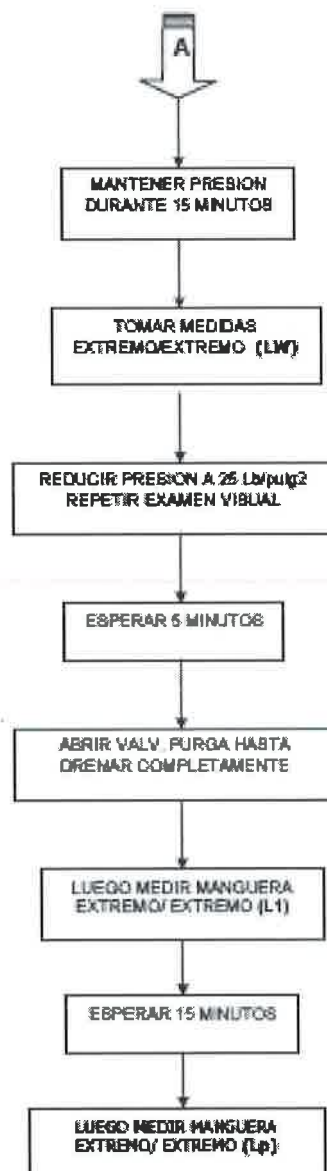 A
MANTENER PRESION
DURANTE 15 MINUTOS
TOMAR MEDIDAS
EXTREMO/EXTREMO (LW)
REDUCIR PRESION A 25 Lb/pulg2
REPETIR EXAMEN VISUAL
ESPERAR 5 MINUTOS
ABRIR VALV. PURGA HASTA
DRENAR COMPLETAMENTE
LUEGO MEDIR MANGUERA
EXTREMO/ EXTREMO (L1)
ESPERAR 15 MINUTOS
LUEGO MEDIR MANGUERA
EXTREMO/ EXTREMO (Lp)